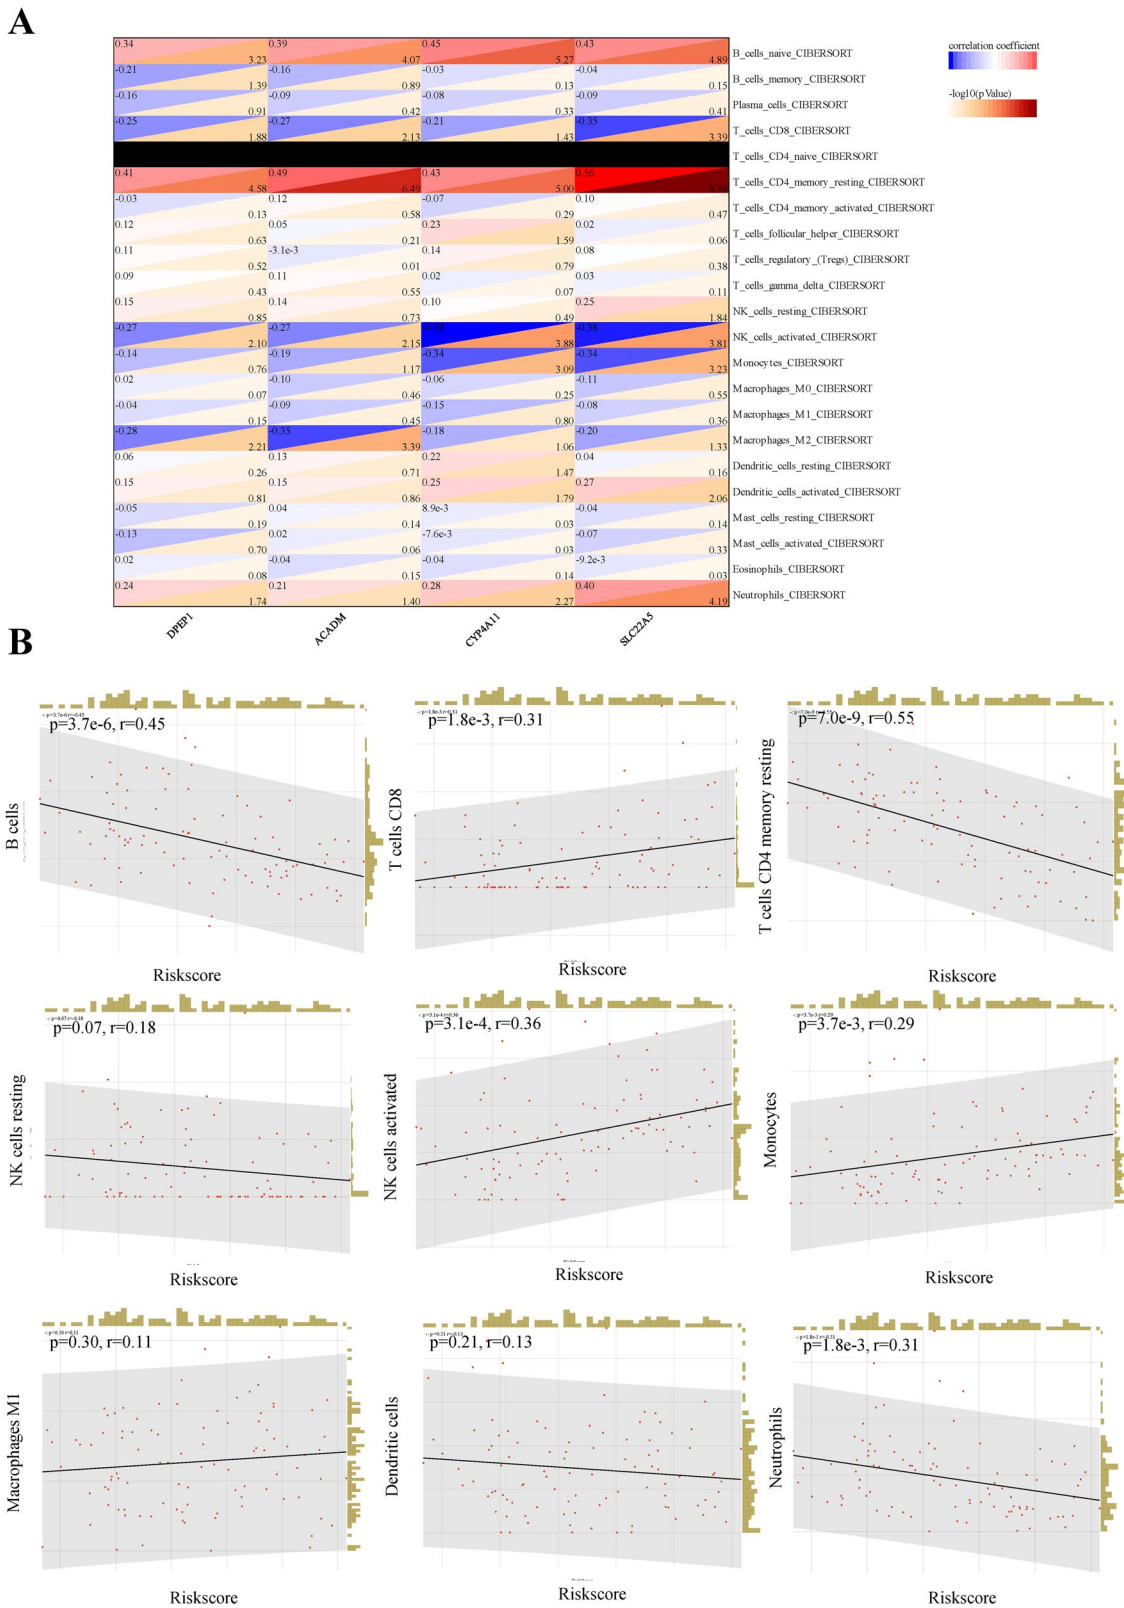 A
0.34 0.39 0.45 0.43
3.23 4.07 5.27 4.89
B_cells_naive_CIBERSORT
-0.21 -0.16 -0.03 -0.04
1.39 0.89 0.13 0.15
B_cells_memory_CIBERSORT
-0.16 -0.09 -0.08 -0.09
0.91 0.42 0.33 0.41
Plasma_cells_CIBERSORT
-0.25 -0.27 -0.21 -0.35
1.88 2.13 1.43 3.39
T_cells_CD8_CIBERSORT
T_cells_CD4_naive_CIBERSORT
0.41 0.49 0.43 0.56
4.58 6.49 5.00
T_cells_CD4_memory_resting_CIBERSORT
-0.03 0.12 -0.07 0.10
0.13 0.58 0.29 0.47
T_cells_CD4_memory_activated_CIBERSORT
0.12 0.05 0.23 0.02
0.63 0.21 1.59 0.06
T_cells_follicular_helper_CIBERSORT
0.11 -3.1e-3 0.14 0.08
0.52 0.01 0.79 0.38
T_cells_regulatory_(Tregs)_CIBERSORT
0.09 0.11 0.02 0.03
0.43 0.55 0.07 0.11
T_cells_gamma_delta_CIBERSORT
0.15 0.14 0.10 0.25
0.85 0.73 0.49 1.84
NK_cells_resting_CIBERSORT
-0.27 -0.27 -0.38
2.10 2.15 3.88 3.81
NK_cells_activated_CIBERSORT
-0.14 -0.19 -0.34 -0.34
0.76 1.17 3.09 3.23
Monocytes_CIBERSORT
0.02 -0.10 -0.06 -0.11
0.07 0.46 0.25 0.55
Macrophages_M0_CIBERSORT
-0.04 -0.09 -0.15 -0.08
0.15 0.45 0.80 0.36
Macrophages_M1_CIBERSORT
-0.28 -0.35 -0.18 -0.20
2.21 3.39 1.06 1.33
Macrophages_M2_CIBERSORT
0.06 0.13 0.22 0.04
0.26 0.71 1.47 0.16
Dendritic_cells_resting_CIBERSORT
0.15 0.15 0.25 0.27
0.81 0.86 1.79 2.06
Dendritic_cells_activated_CIBERSORT
-0.05 0.04 8.9e-3 -0.04
0.19 0.14 0.03 0.14
Mast_cells_resting_CIBERSORT
-0.13 0.02 -7.6e-3 -0.07
0.70 0.06 0.03 0.33
Mast_cells_activated_CIBERSORT
0.02 -0.04 -0.04 -9.2e-3
0.08 0.15 0.14 0.03
Eosinophils_CIBERSORT
0.24 0.21 0.28 0.40
1.74 1.40 2.27 4.19
Neutrophils_CIBERSORT
DPEP1 ACADM CYP4A11 SLC22A5
correlation coefficient
-log10(p Value)
B
p=3.7e-6, r=0.45
B cells
Riskscore
p=1.8e-3, r=0.31
T cells CD8
Riskscore
p=7.0e-9, r=0.55
T cells CD4 memory resting
Riskscore
p=0.07, r=0.18
NK cells resting
Riskscore
p=3.1e-4, r=0.36
NK cells activated
Riskscore
p=3.7e-3, r=0.29
Monocytes
Riskscore
p=0.30, r=0.11
Macrophages M1
Riskscore
p=0.21, r=0.13
Dendritic cells
Riskscore
p=1.8e-3, r=0.31
Neutrophils
Riskscore